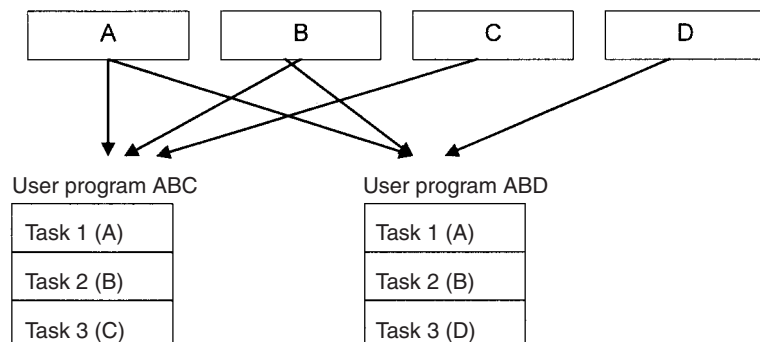 A B C D
User program ABC User program ABD
Task 1 (A) Task 1 (A)
Task 2 (B) Task 2 (B)
Task 3 (C) Task 3 (D)